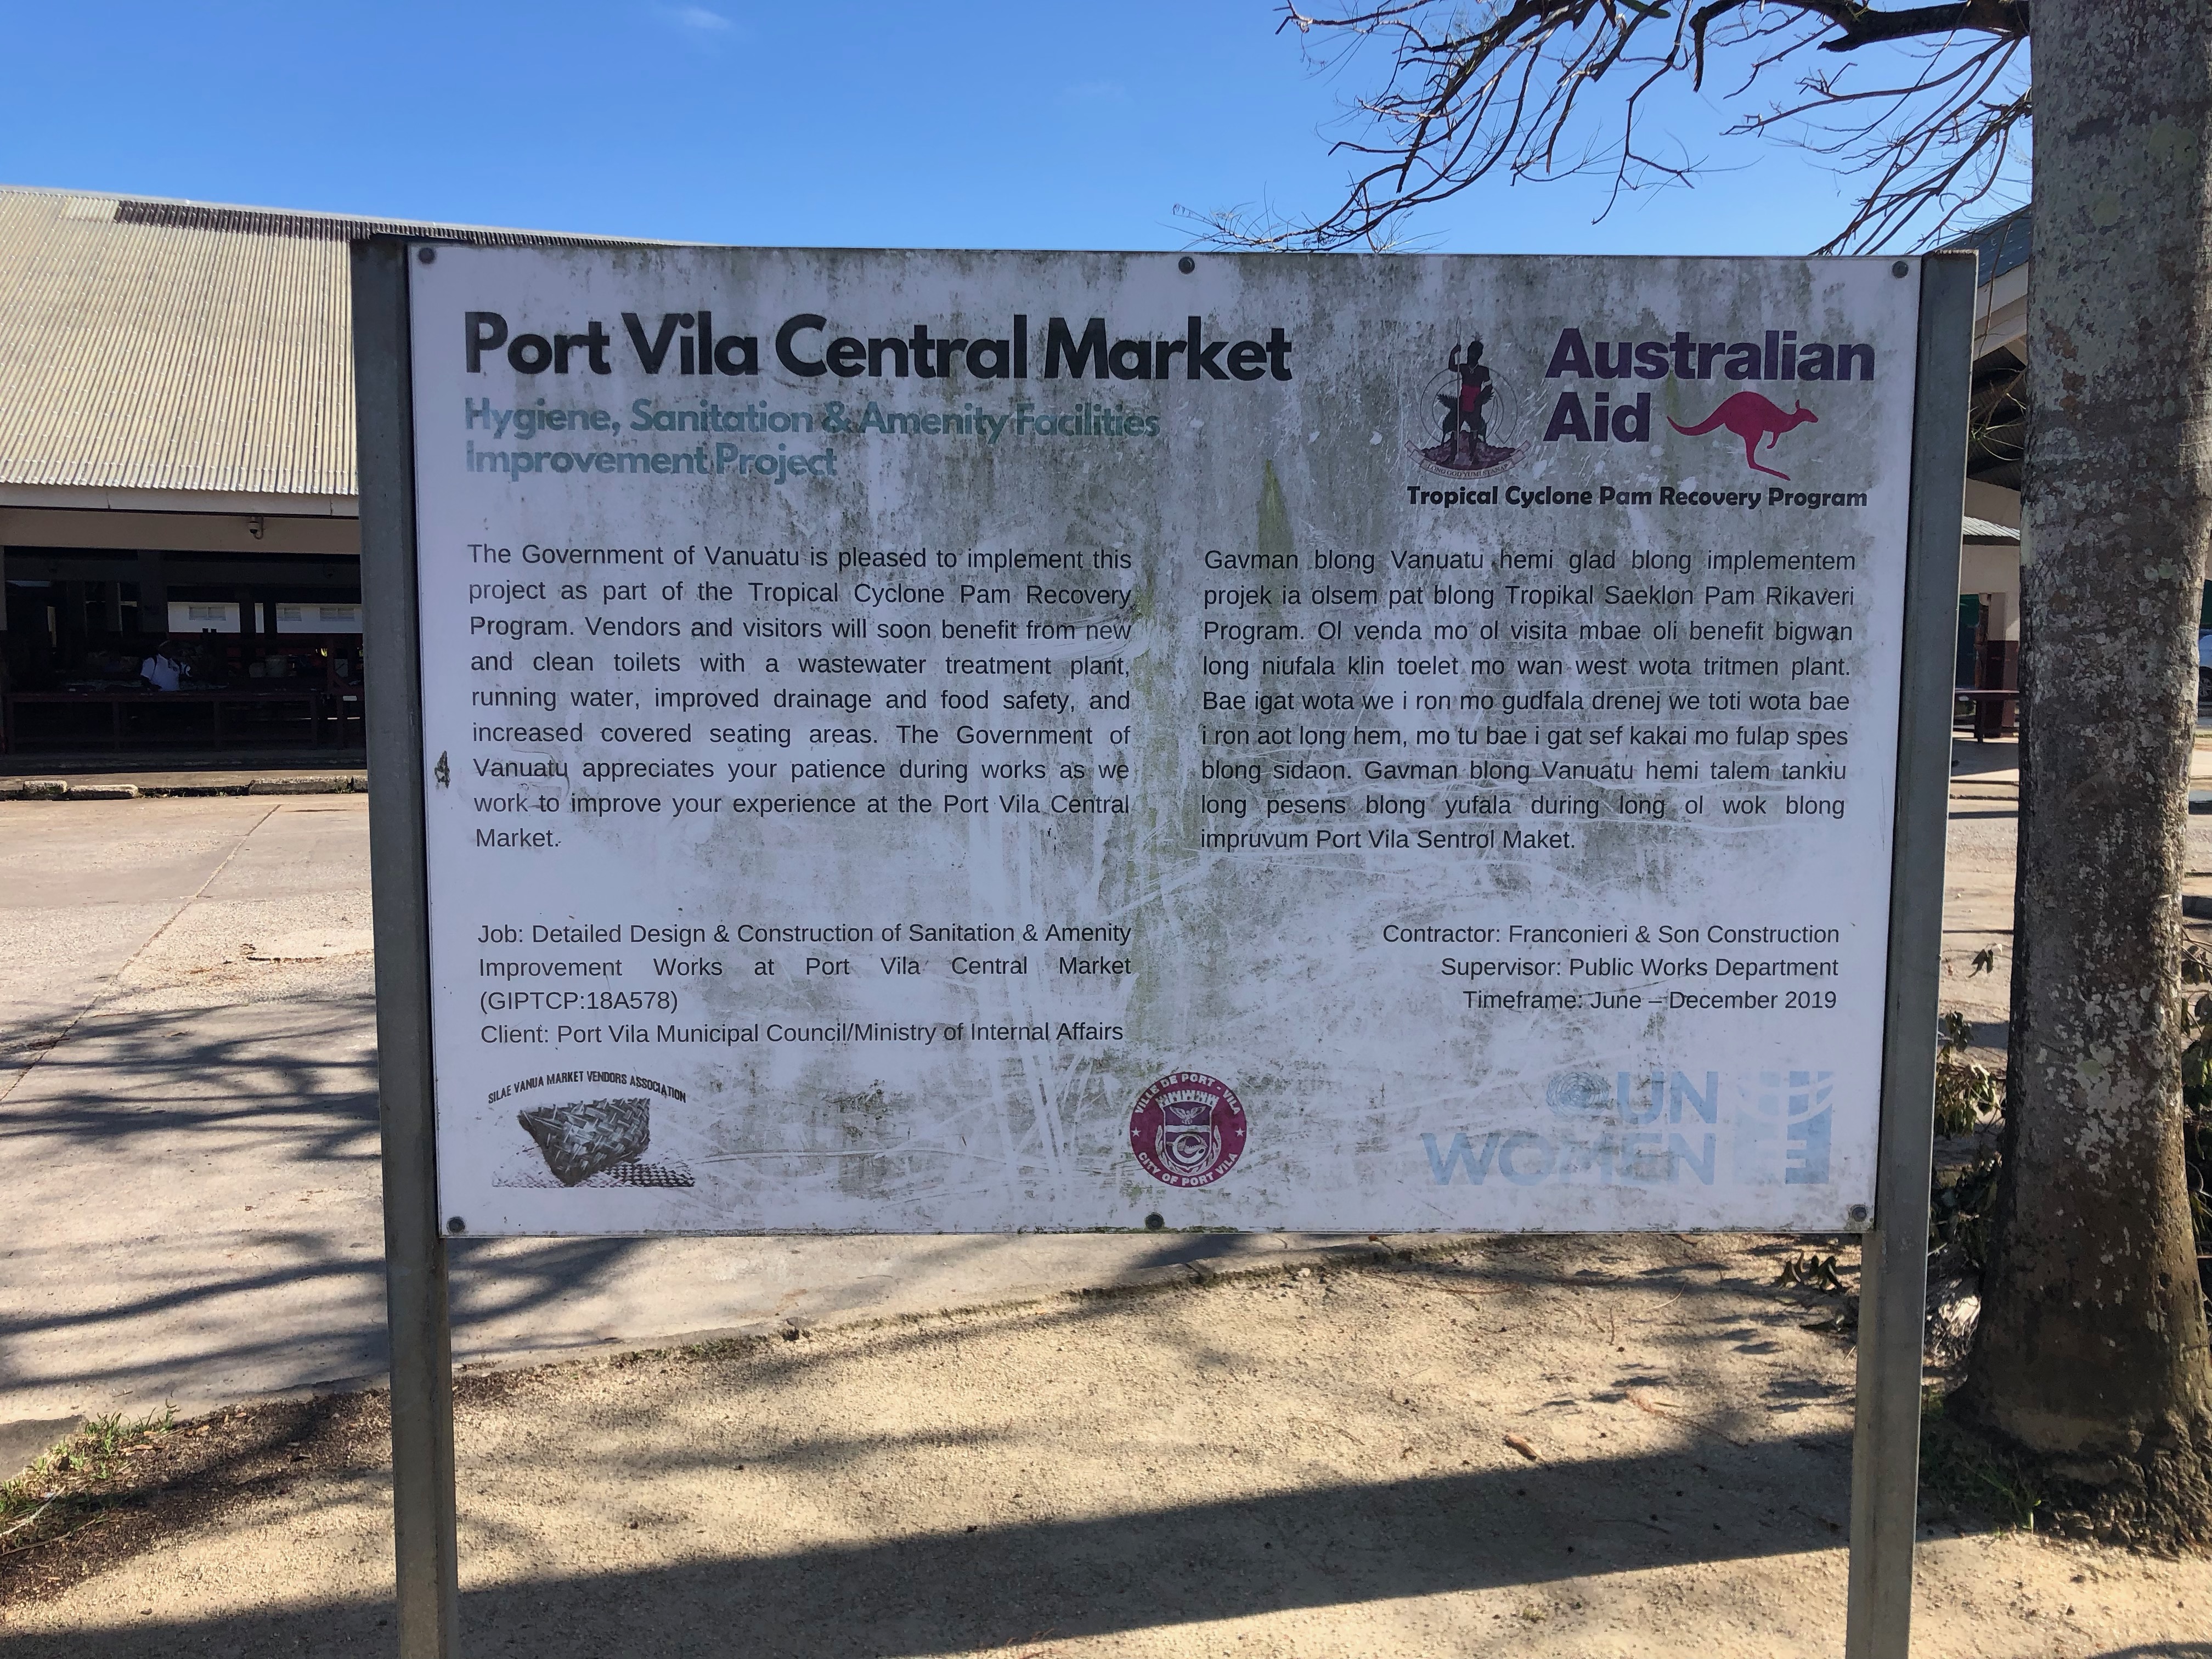 Port Vila Central Market
Hygiene, Sanitation & Amenity Facilities
Improvement Project
LONG GOD YUMI STANAP
Australian
Aid
Tropical Cyclone Pam Recovery Program
The Government of Vanuatu is pleased to implement this
project as part of the Tropical Cyclone Pam Recovery
Program. Vendors and visitors will soon benefit from new
and clean toilets with a wastewater treatment plant,
running water, improved drainage and food safety, and
increased covered seating areas. The Government of
Vanuatu appreciates your patience during works as we
work to improve your experience at the Port Vila Central
Market.
Gavman blong Vanuatu hemi glad blong implementem
projek ia olsem pat blong Tropikal Saeklon Pam Rikaveri
Program. Ol venda mo ol visita mbae oli benefit bigwan
long niufala klin toelet mo wan west wota tritmen plant.
Bae igat wota we i ron mo gudfala drenej we toti wota bae
i ron aot long hem, mo tu bae i gat sef kakai mo fulap spes
blong sidaon. Gavman blong Vanuatu hemi talem tankiu
long pesens blong yufala during long ol wok blong
impruvum Port Vila Sentrol Maket.
Job: Detailed Design & Construction of Sanitation & Amenity
Improvement Works at Port Vila Central Market
(GIPTCP:18A578)
Client: Port Vila Municipal Council/Ministry of Internal Affairs
Contractor: Franconieri & Son Construction
Supervisor: Public Works Department
Timeframe: June – December 2019
SILAE VANUA MARKET VENDORS ASSOCIATION
VILLE DE PORT-VILA
CITY OF PORT VILA
UN
WOMEN